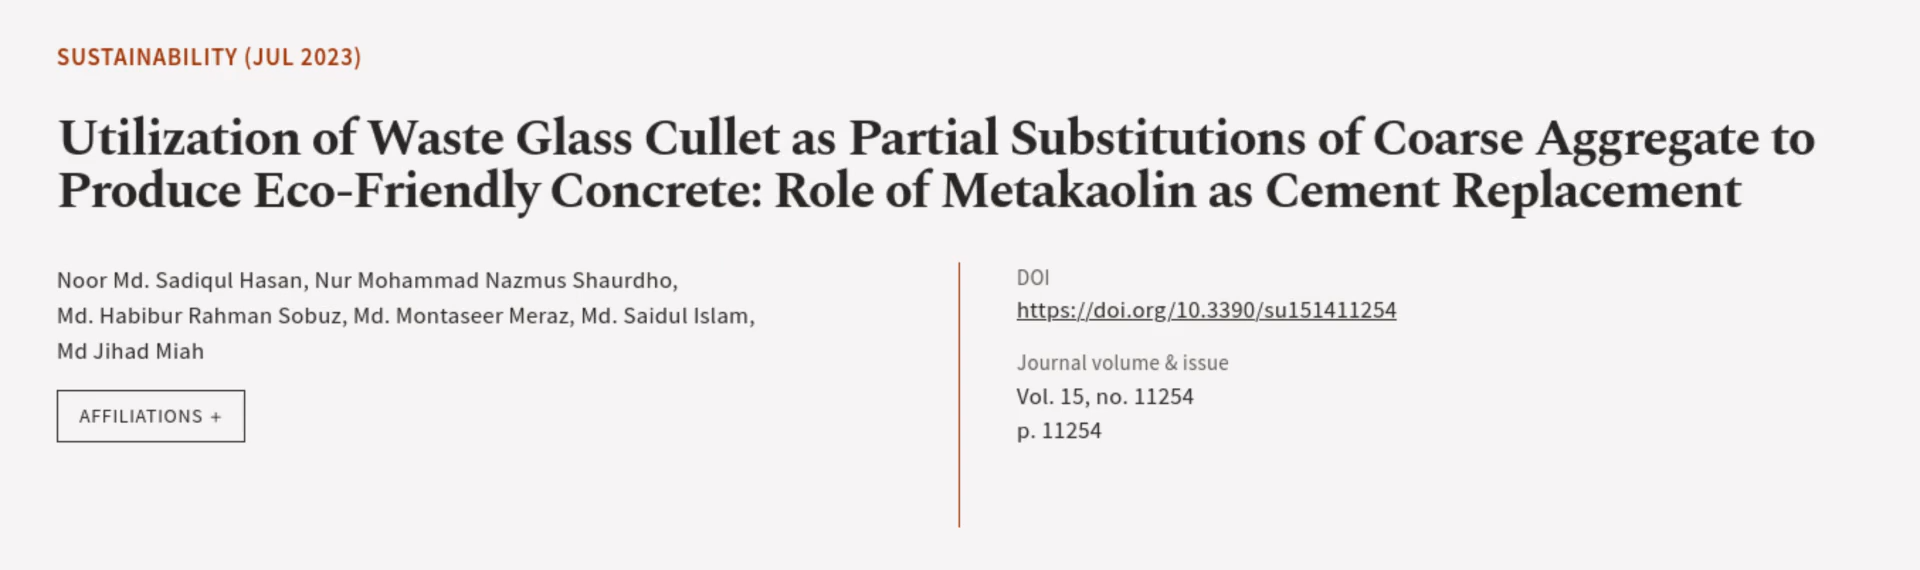 SUSTAINABILITY (JUL 2023)
Utilization of Waste Glass Cullet as Partial Substitutions of Coarse Aggregate to
Produce Eco-Friendly Concrete: Role of Metakaolin as Cement Replacement
Noor Md. Sadiqul Hasan, Nur Mohammad Nazmus Shaurdho,
Md. Habibur Rahman Sobuz, Md. Montaseer Meraz, Md. Saidul Islam,
Md Jihad Miah
AFFILIATIONS +
DOI
https://doi.org/10.3390/su151411254
Journal volume & issue
Vol. 15, no. 11254
p. 11254